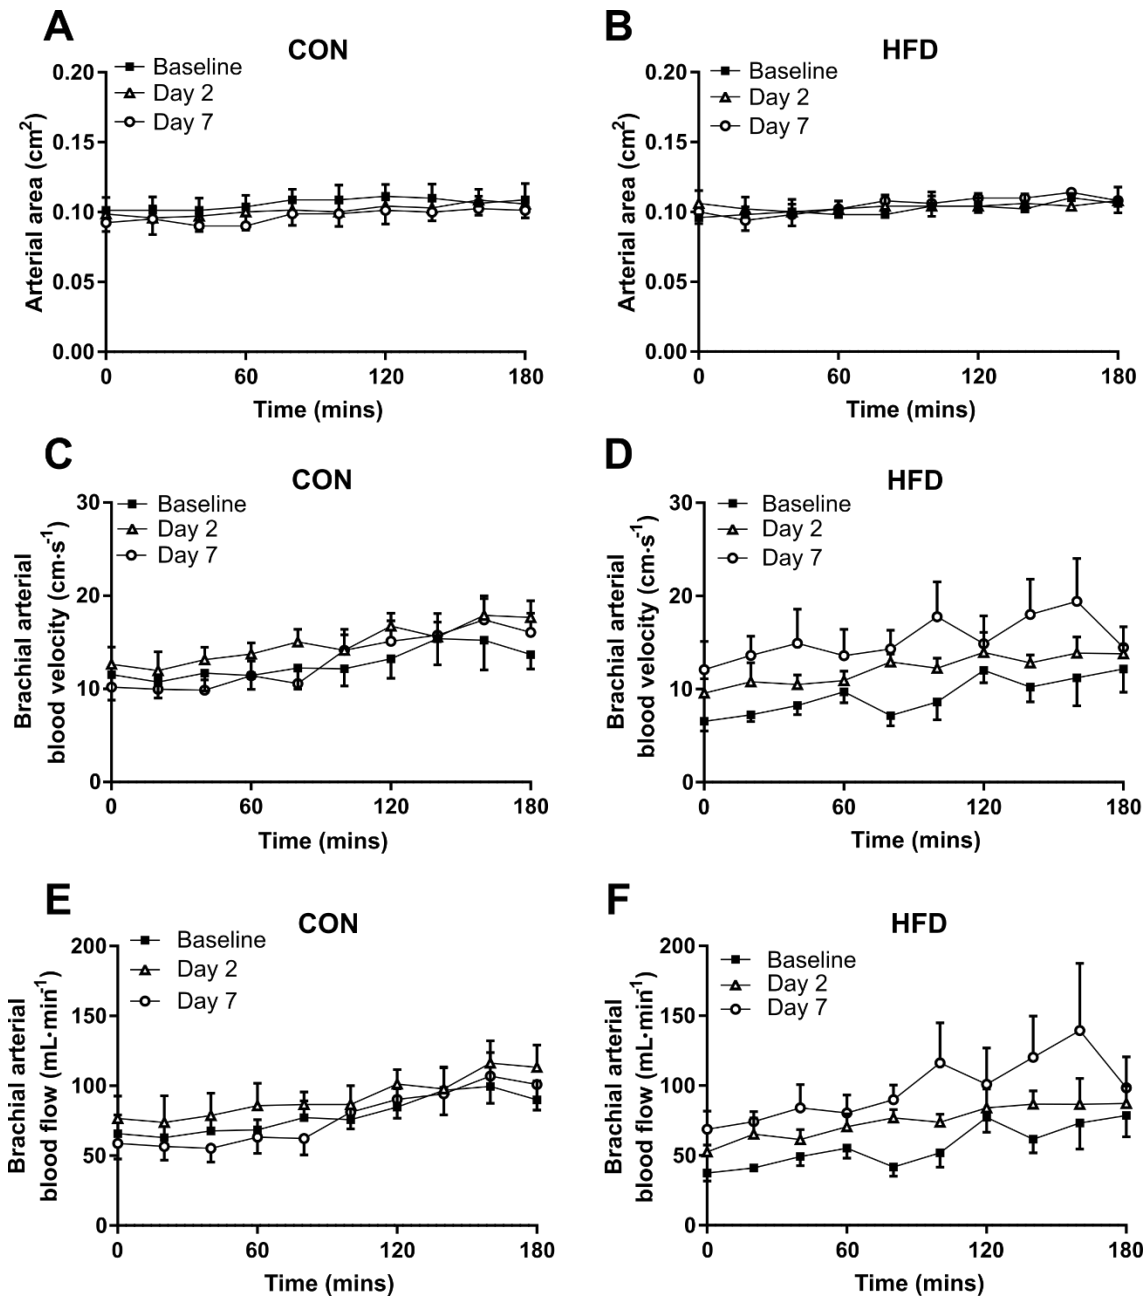 A
CON
Baseline
Day 2
Day 7
0.20
0.15
0.10
0.05
0.00
Arterial area (cm²)
0
60
120
180
Time (mins)
B
HFD
Baseline
Day 2
Day 7
0.20
0.15
0.10
0.05
0.00
Arterial area (cm²)
0
60
120
180
Time (mins)
C
CON
Baseline
Day 2
Day 7
30
20
10
0
Brachial arterial
blood velocity (cm·s⁻¹)
0
60
120
180
Time (mins)
D
HFD
Baseline
Day 2
Day 7
30
20
10
0
Brachial arterial
blood velocity (cm·s⁻¹)
0
60
120
180
Time (mins)
E
CON
Baseline
Day 2
Day 7
200
150
100
50
0
Brachial arterial
blood flow (mL·min⁻¹)
0
60
120
180
Time (mins)
F
HFD
Baseline
Day 2
Day 7
200
150
100
50
0
Brachial arterial
blood flow (mL·min⁻¹)
0
60
120
180
Time (mins)